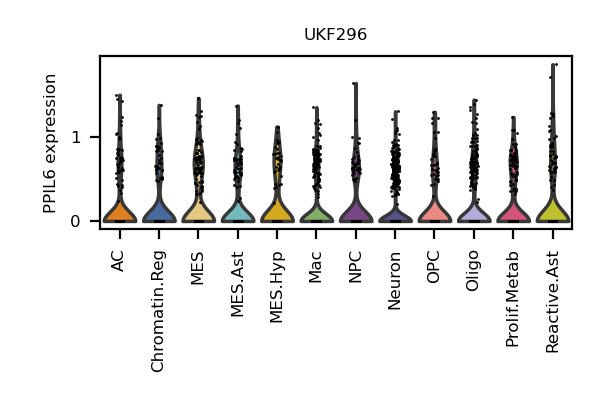 UKF296
PPIL6 expression
1
0
AC
Chromatin.Reg
MES
MES.Ast
MES.Hyp
Mac
NPC
Neuron
OPC
Oligo
Prolif.Metab
Reactive.Ast